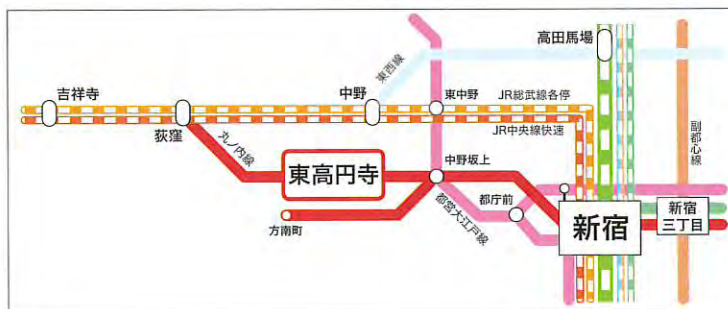 高田馬場
東西線
吉祥寺
中野
東中野
JR総武線各停
荻窪
JR中央線快速
丸ノ内線
副都心線
東高円寺
中野坂上
都庁前
新宿
新宿
三丁目
方南町
都営大江戸線